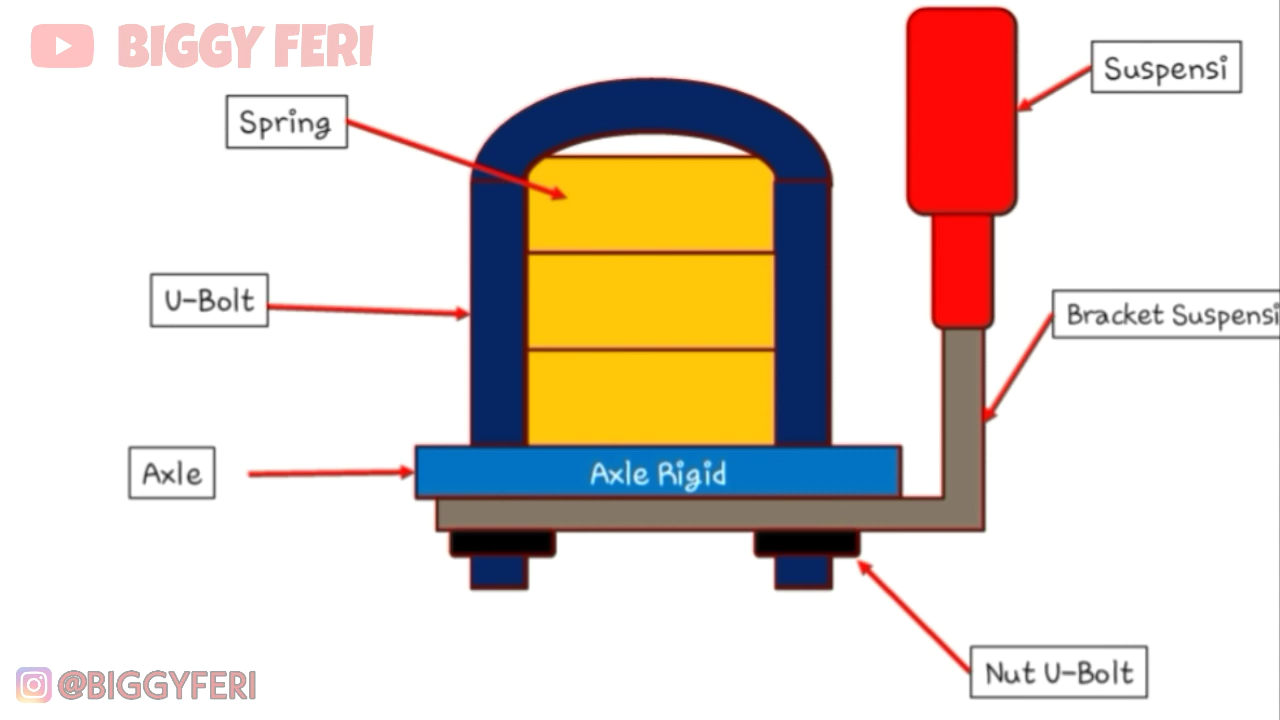 BIGGY FERI
Suspensi
Spring
U-Bolt
Bracket Suspensi
Axle
Axle Rigid
Nut U-Bolt
@BIGGYFERI